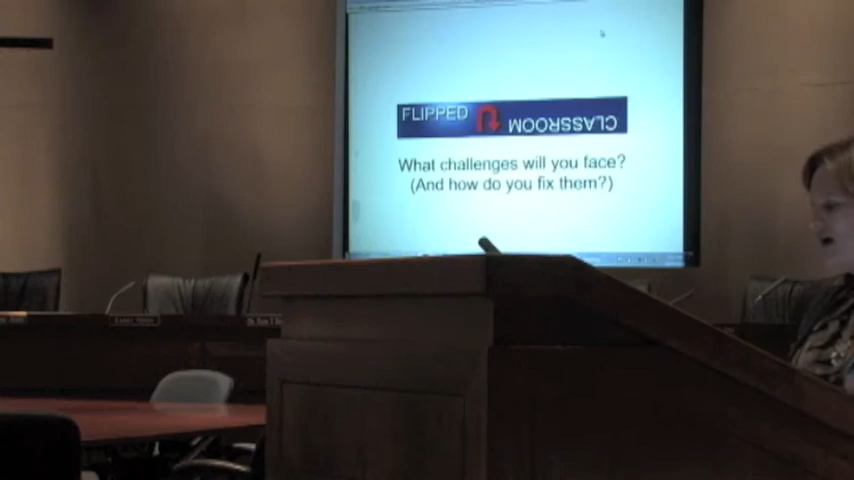 FLIPPED CLASSROOM
What challenges will you face?
(And how do you fix them?)